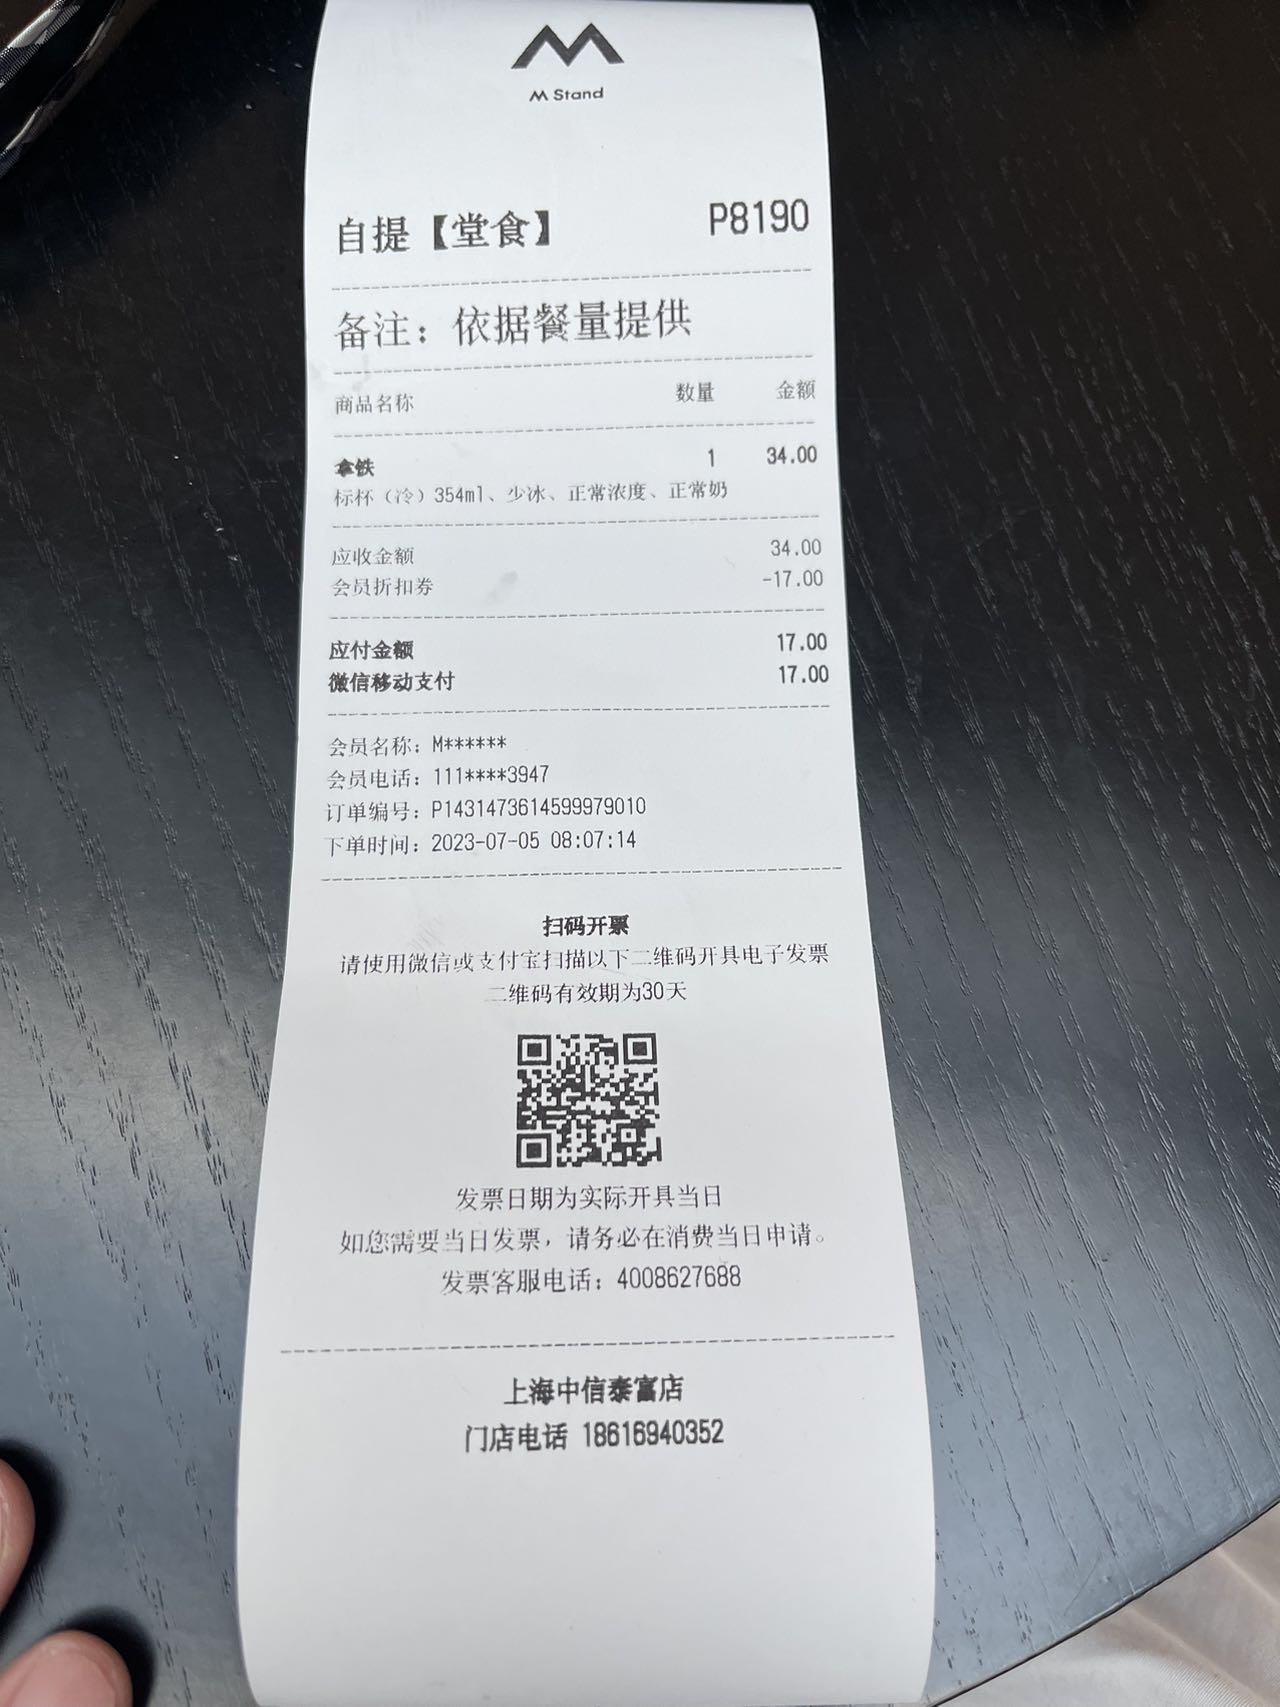 M Stand
自提【堂食】 P8190
备注：依据餐量提供
商品名称 数量 金额
拿铁 1 34.00
标杯（冷）354ml、少冰、正常浓度、正常奶
应收金额 34.00
会员折扣券 -17.00
应付金额 17.00
微信移动支付 17.00
会员名称：M******
会员电话：111****3947
订单编号：P1431473614599979010
下单时间：2023-07-05 08:07:14
扫码开票
请使用微信或支付宝扫描以下二维码开具电子发票
二维码有效期为30天
发票日期为实际开具当日
如您需要当日发票，请务必在消费当日申请。
发票客服电话：4008627688
上海中信泰富店
门店电话 18616940352